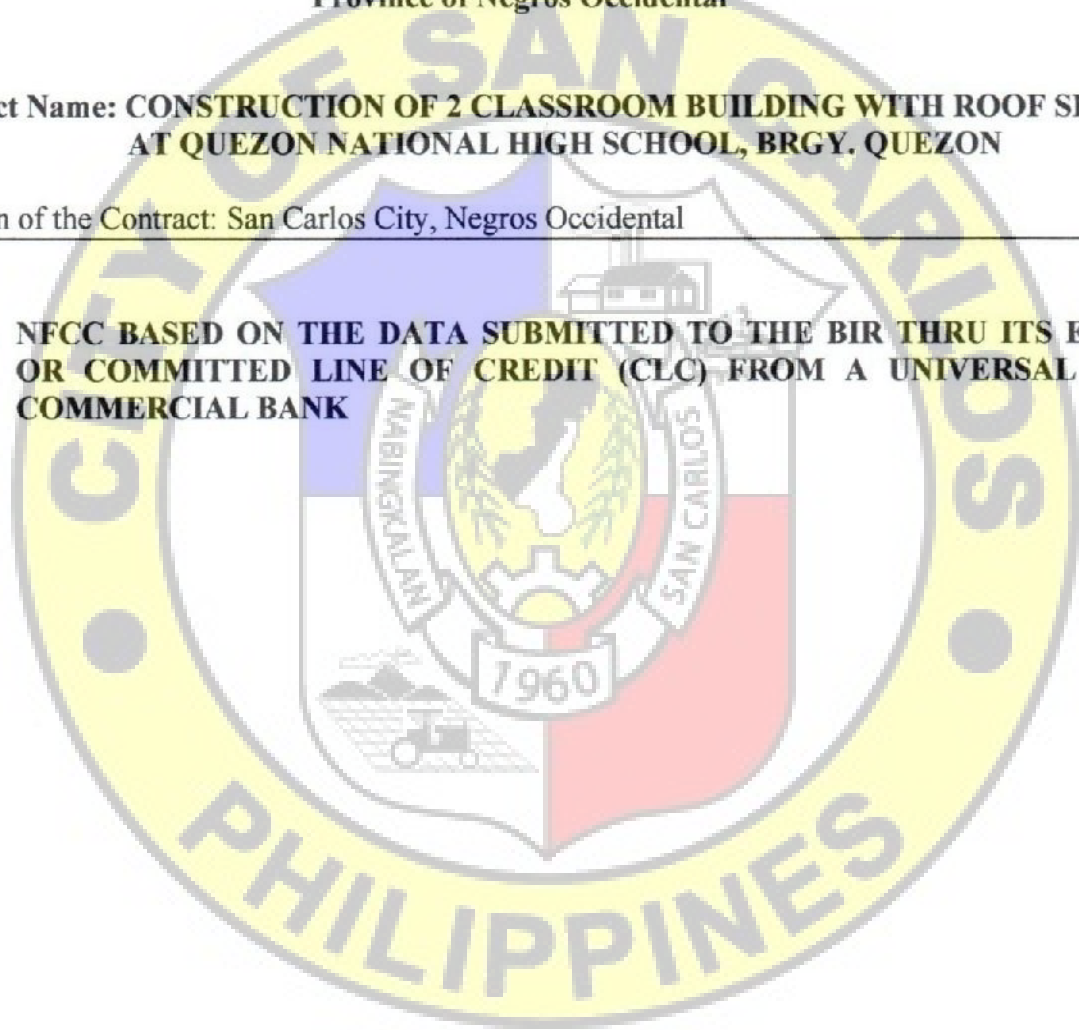 Province of Negros Occidental
ct Name: CONSTRUCTION OF 2 CLASSROOM BUILDING WITH ROOF
AT QUEZON NATIONAL HIGH SCHOOL, BRGY. QUEZON
n of the Contract: San Carlos City, Negros Occidental
NFCC BASED ON THE DATA SUBMITTED TO THE BIR THRU ITS
OR COMMITTED LINE OF CREDIT (CLC) FROM A UNIVERSAL
COMMERCIAL BANK
CITY OF SAN CARLOS
NABINGKALAN
SAN CARLOS
1960
PHILIPPINES